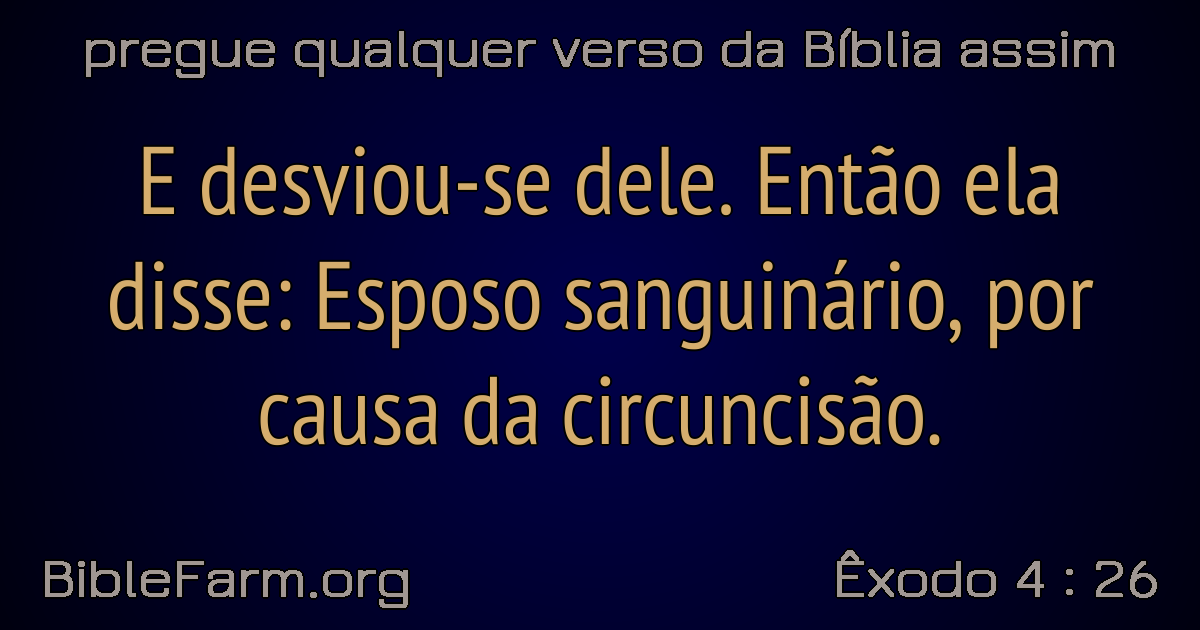 pregue qualquer verso da Bíblia assim
E desviou-se dele. Então ela
disse: Esposo sanguinário, por
causa da circuncisão.
BibleFarm.org
Êxodo 4 : 26